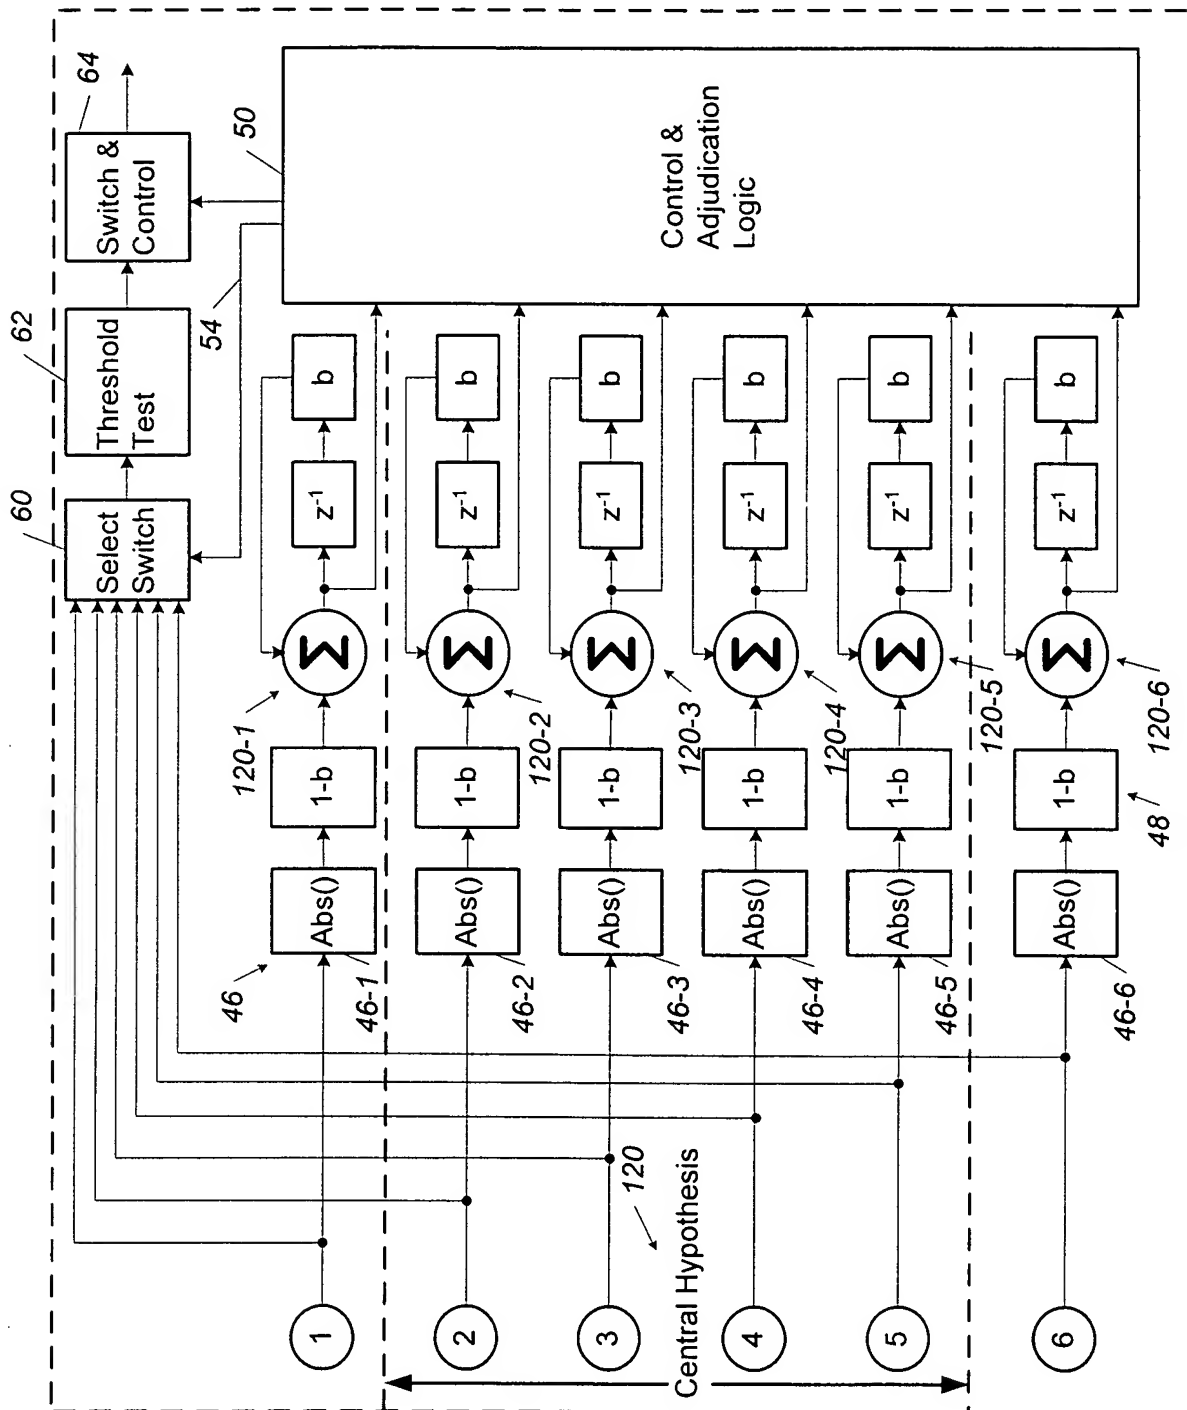 60
62
64
Select
Switch
Threshold
Test
Switch &
Control
54
50
1
46
46-1
Abs()
1-b
120-1
Σ
z⁻¹
b
2
46-2
Abs()
1-b
120-2
Σ
z⁻¹
b
3
46-3
Abs()
1-b
120-3
Σ
z⁻¹
b
Control &
Adjudication
Logic
120
Central Hypothesis
4
46-4
Abs()
1-b
120-4
Σ
z⁻¹
b
5
46-5
Abs()
1-b
120-5
Σ
z⁻¹
b
6
46-6
Abs()
1-b
48
120-6
Σ
z⁻¹
b